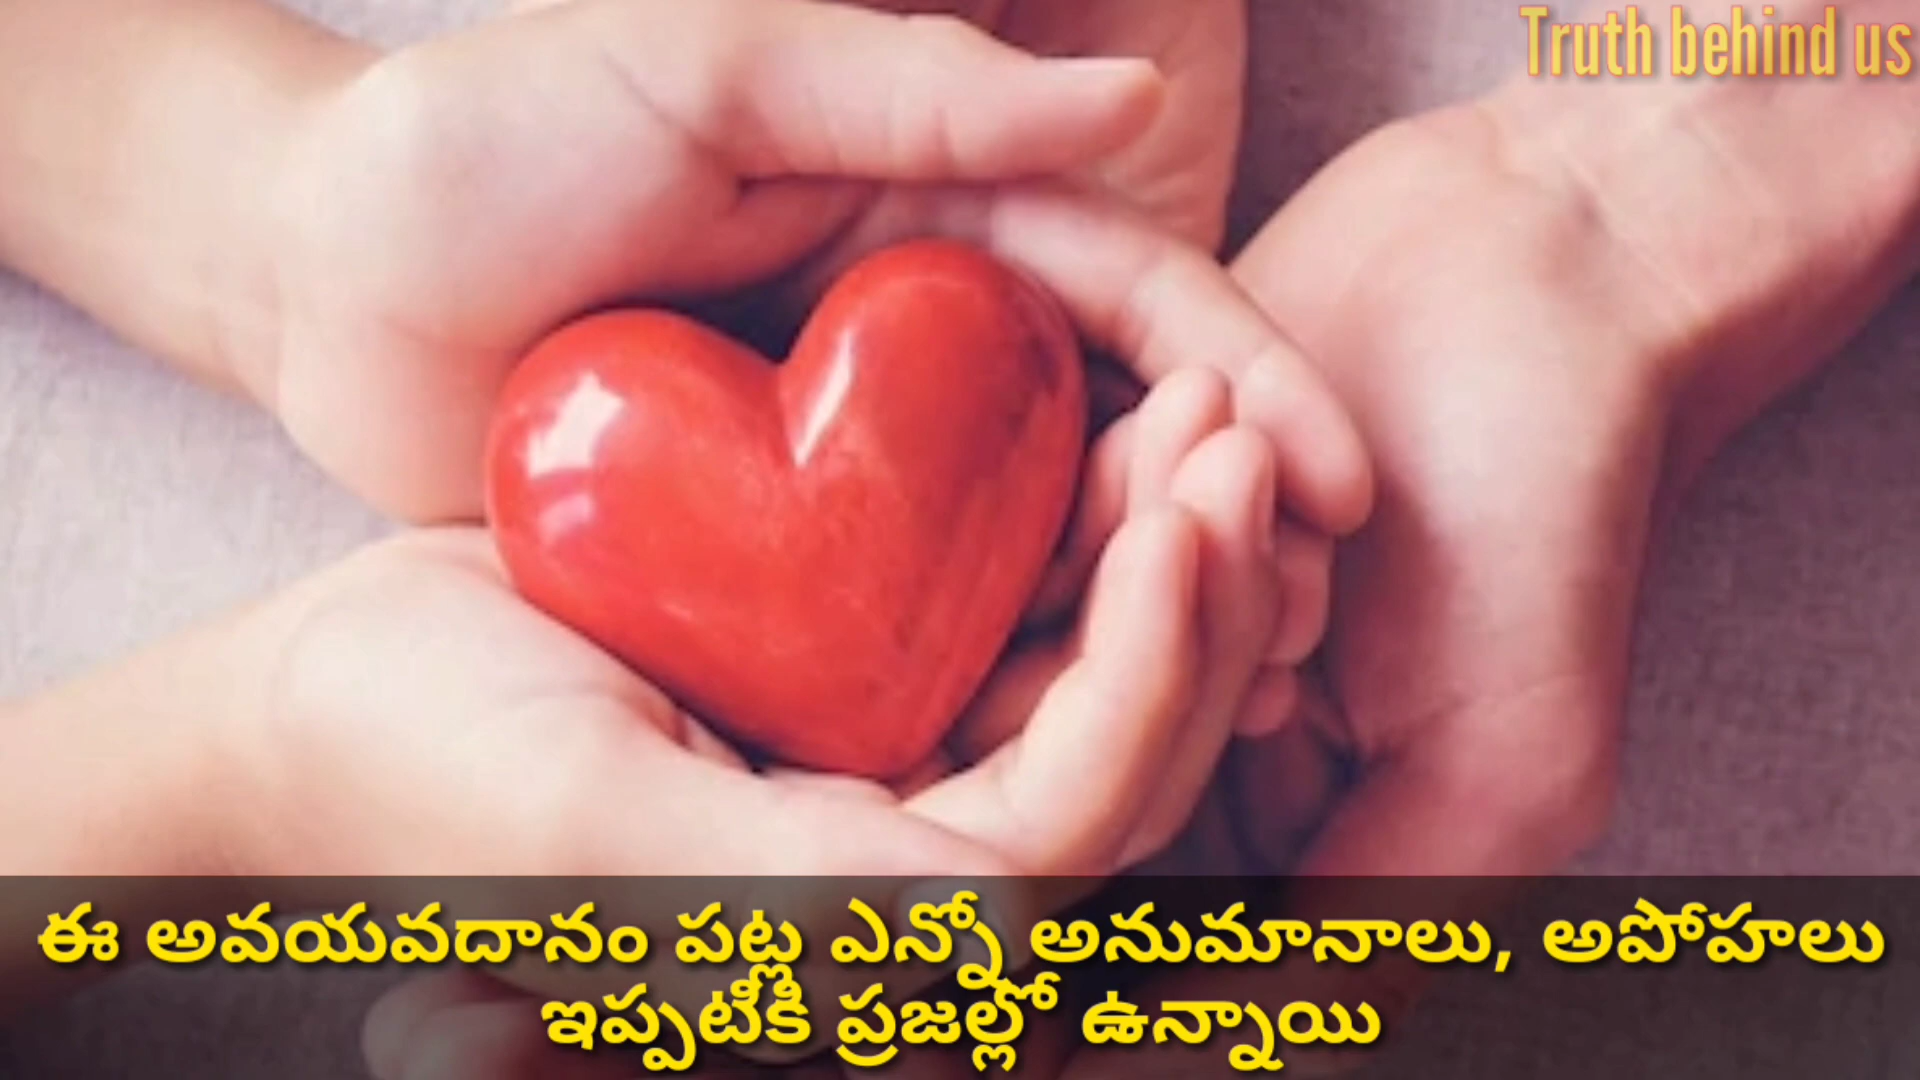 Truth behind us
ఈ అవయవదానం పట్ల ఎన్నో అనుమానాలు, అపోహలు
ఇప్పటికీ ప్రజల్లో ఉన్నాయి